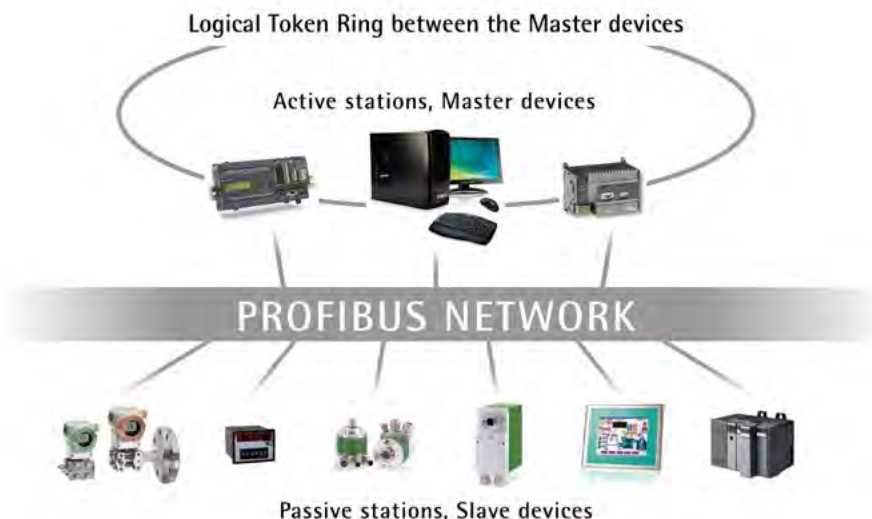 Logical Token Ring between the Master devices
Active stations, Master devices
PROFIBUS NETWORK
Passive stations, Slave devices